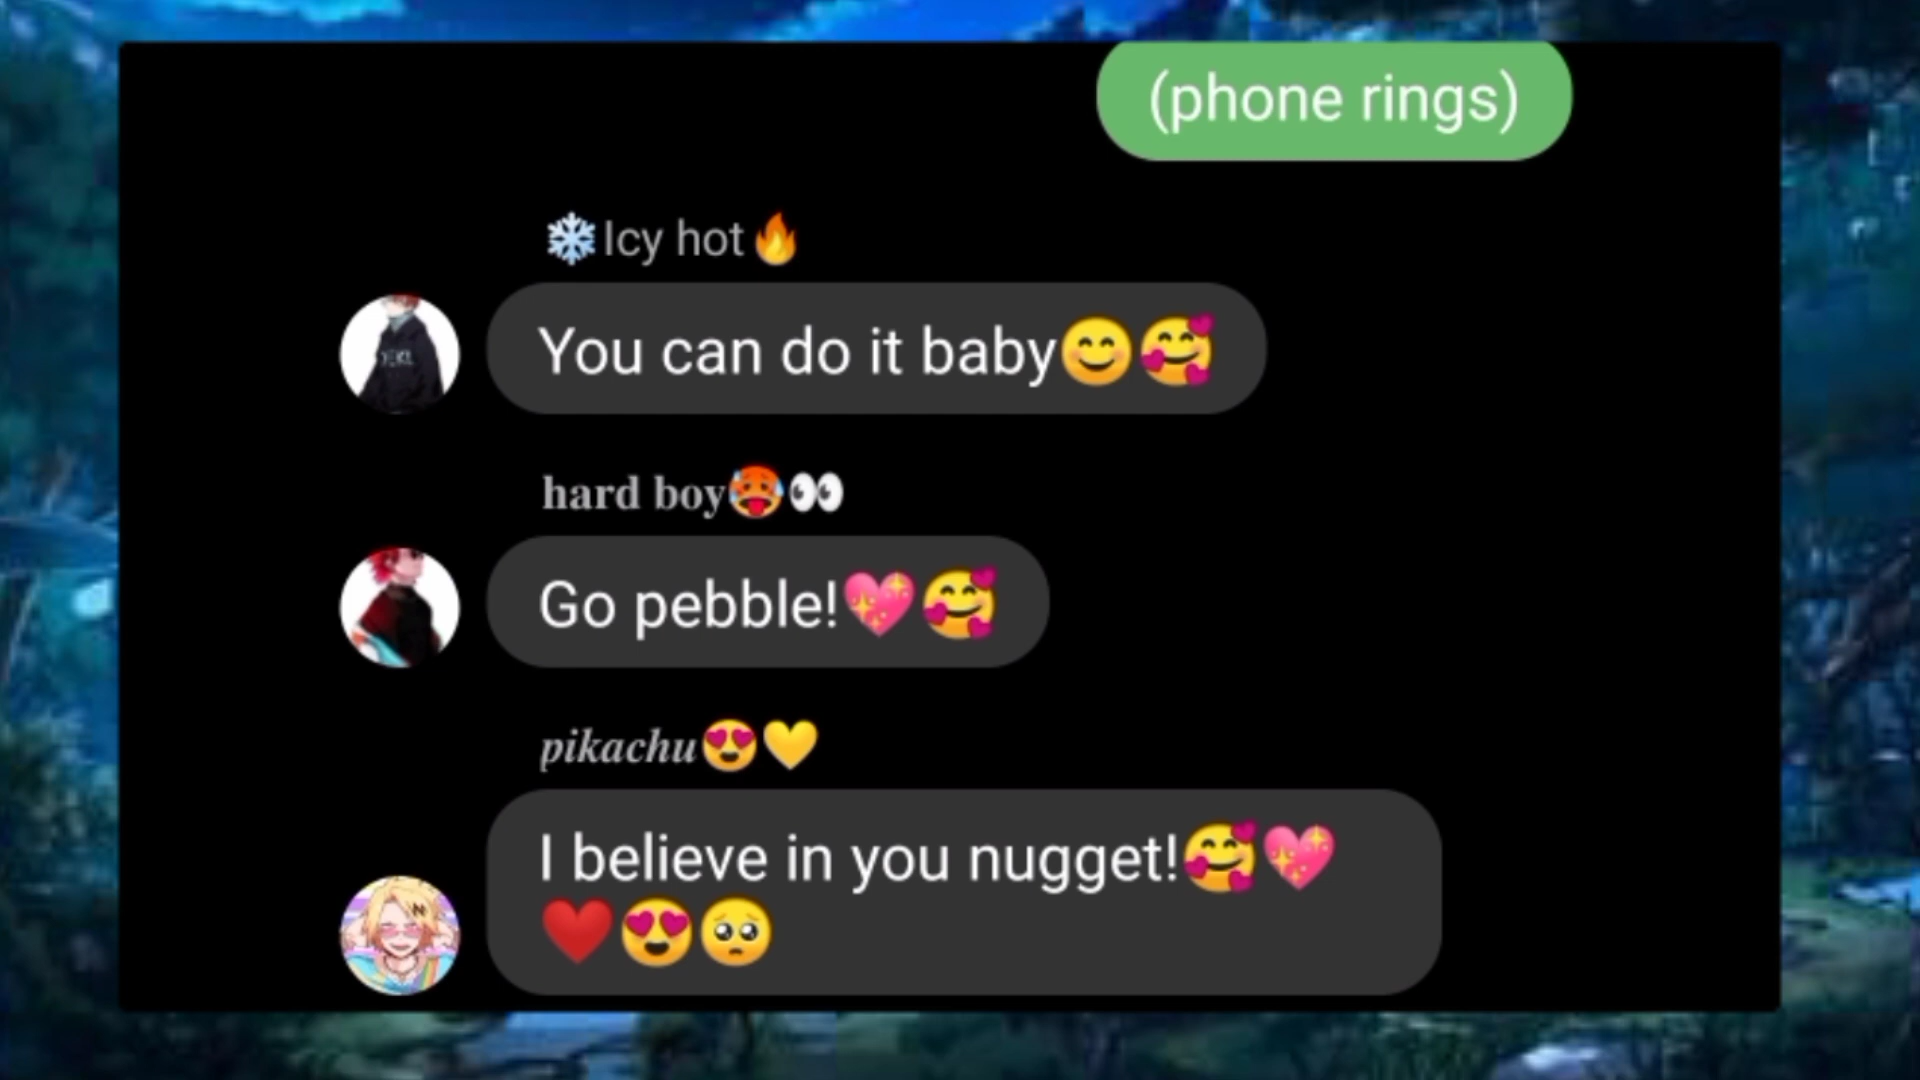 (phone rings)
❄️Icy hot🔥
You can do it baby😊🥰
hard boy🥵👀
Go pebble!💖🥰
pikachu😍💛
I believe in you nugget!🥰💖
❤️😍🥺